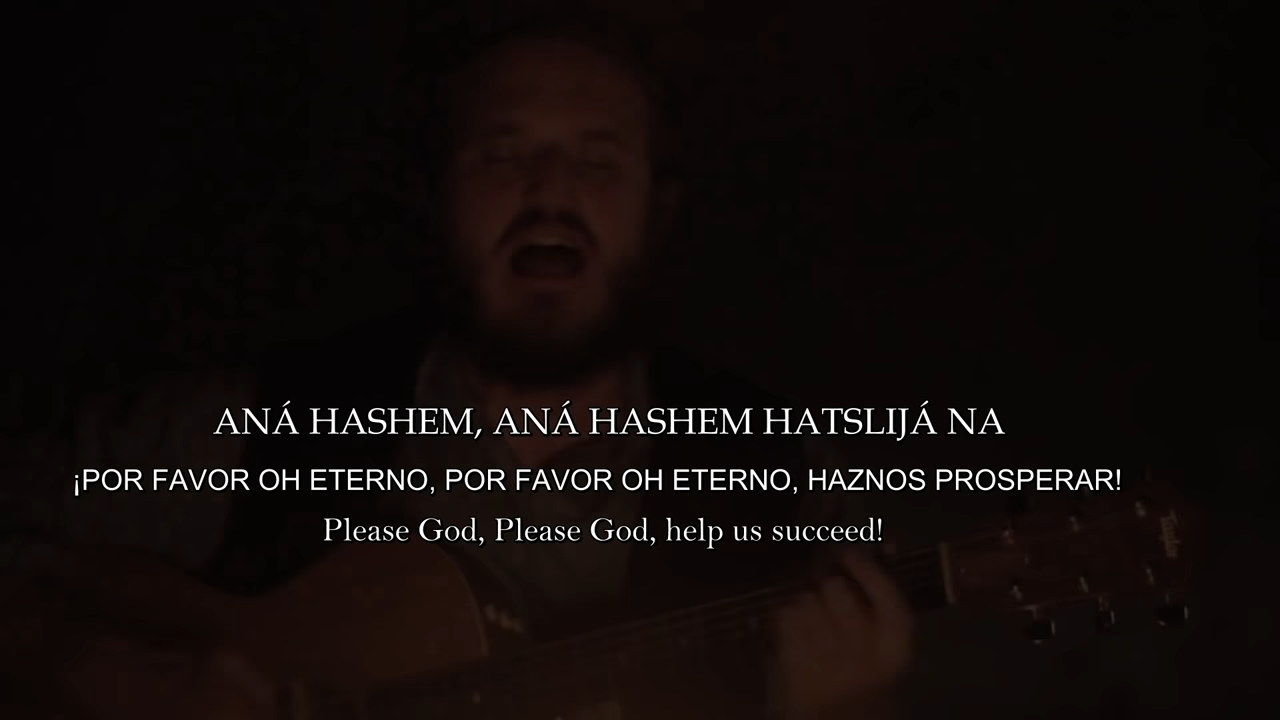 ANÁ HASHEM, ANÁ HASHEM HATSLIJÁ NA
¡POR FAVOR OH ETERNO, POR FAVOR OH ETERNO, HAZNOS PROSPERAR!
Please God, Please God, help us succeed!